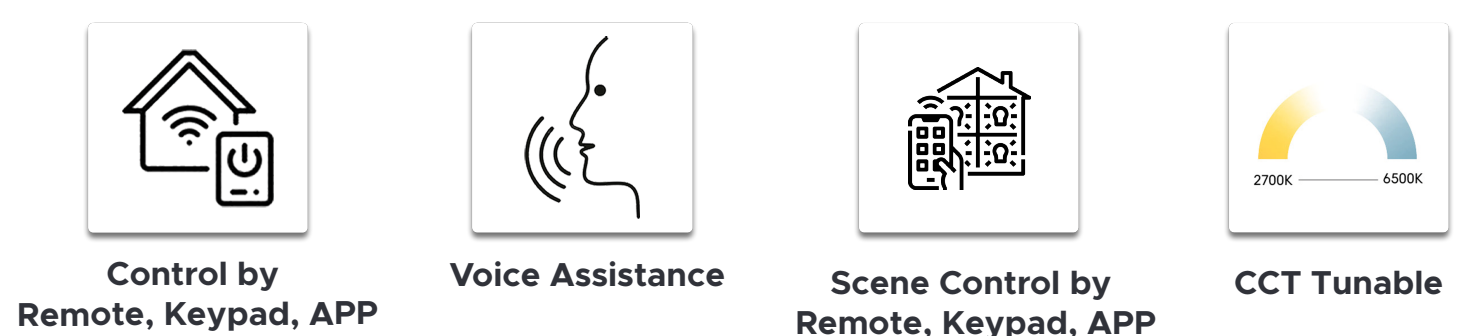 2700K
6500K
Control by
Remote, Keypad, APP
Voice Assistance
Scene Control by
Remote, Keypad, APP
CCT Tunable